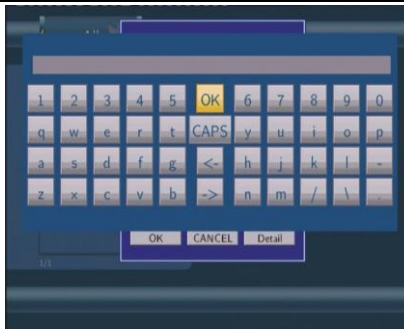 1 2 3 4 5 OK 6 7 8 9 0
q w e r t CAPS y u i o p
a s d f g <- h j k l -
z x c v b -> n m / \ .
OK CANCEL Detail
1/1